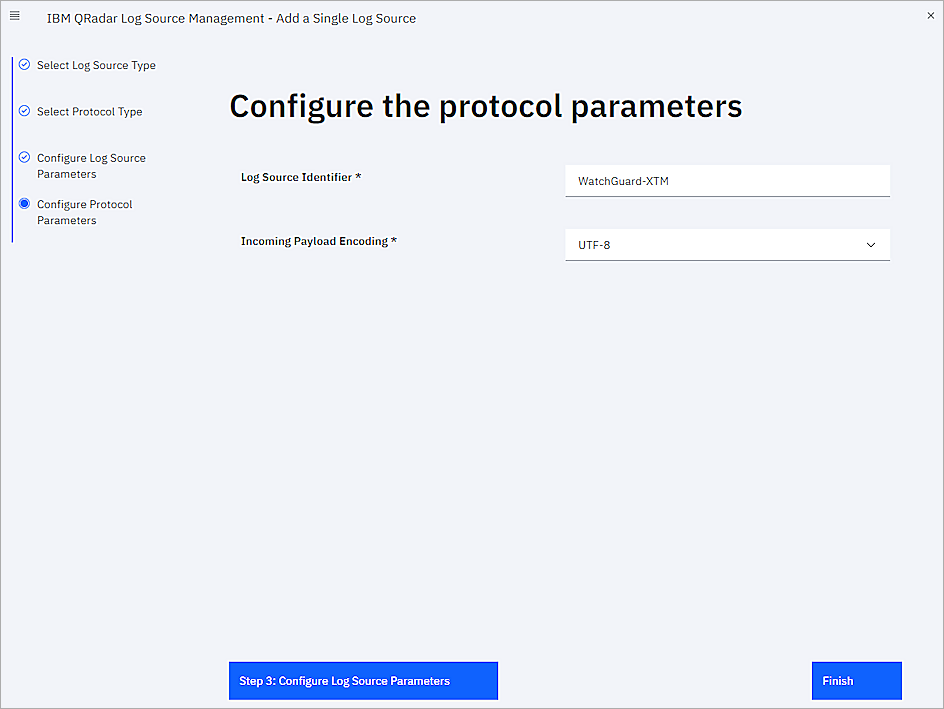 IBM QRadar Log Source Management - Add a Single Log Source
Select Log Source Type
Select Protocol Type
Configure Log Source
Parameters
Configure Protocol
Parameters
Configure the protocol parameters
Log Source Identifier *
WatchGuard-XTM
Incoming Payload Encoding *
UTF-8
Step 3: Configure Log Source Parameters
Finish